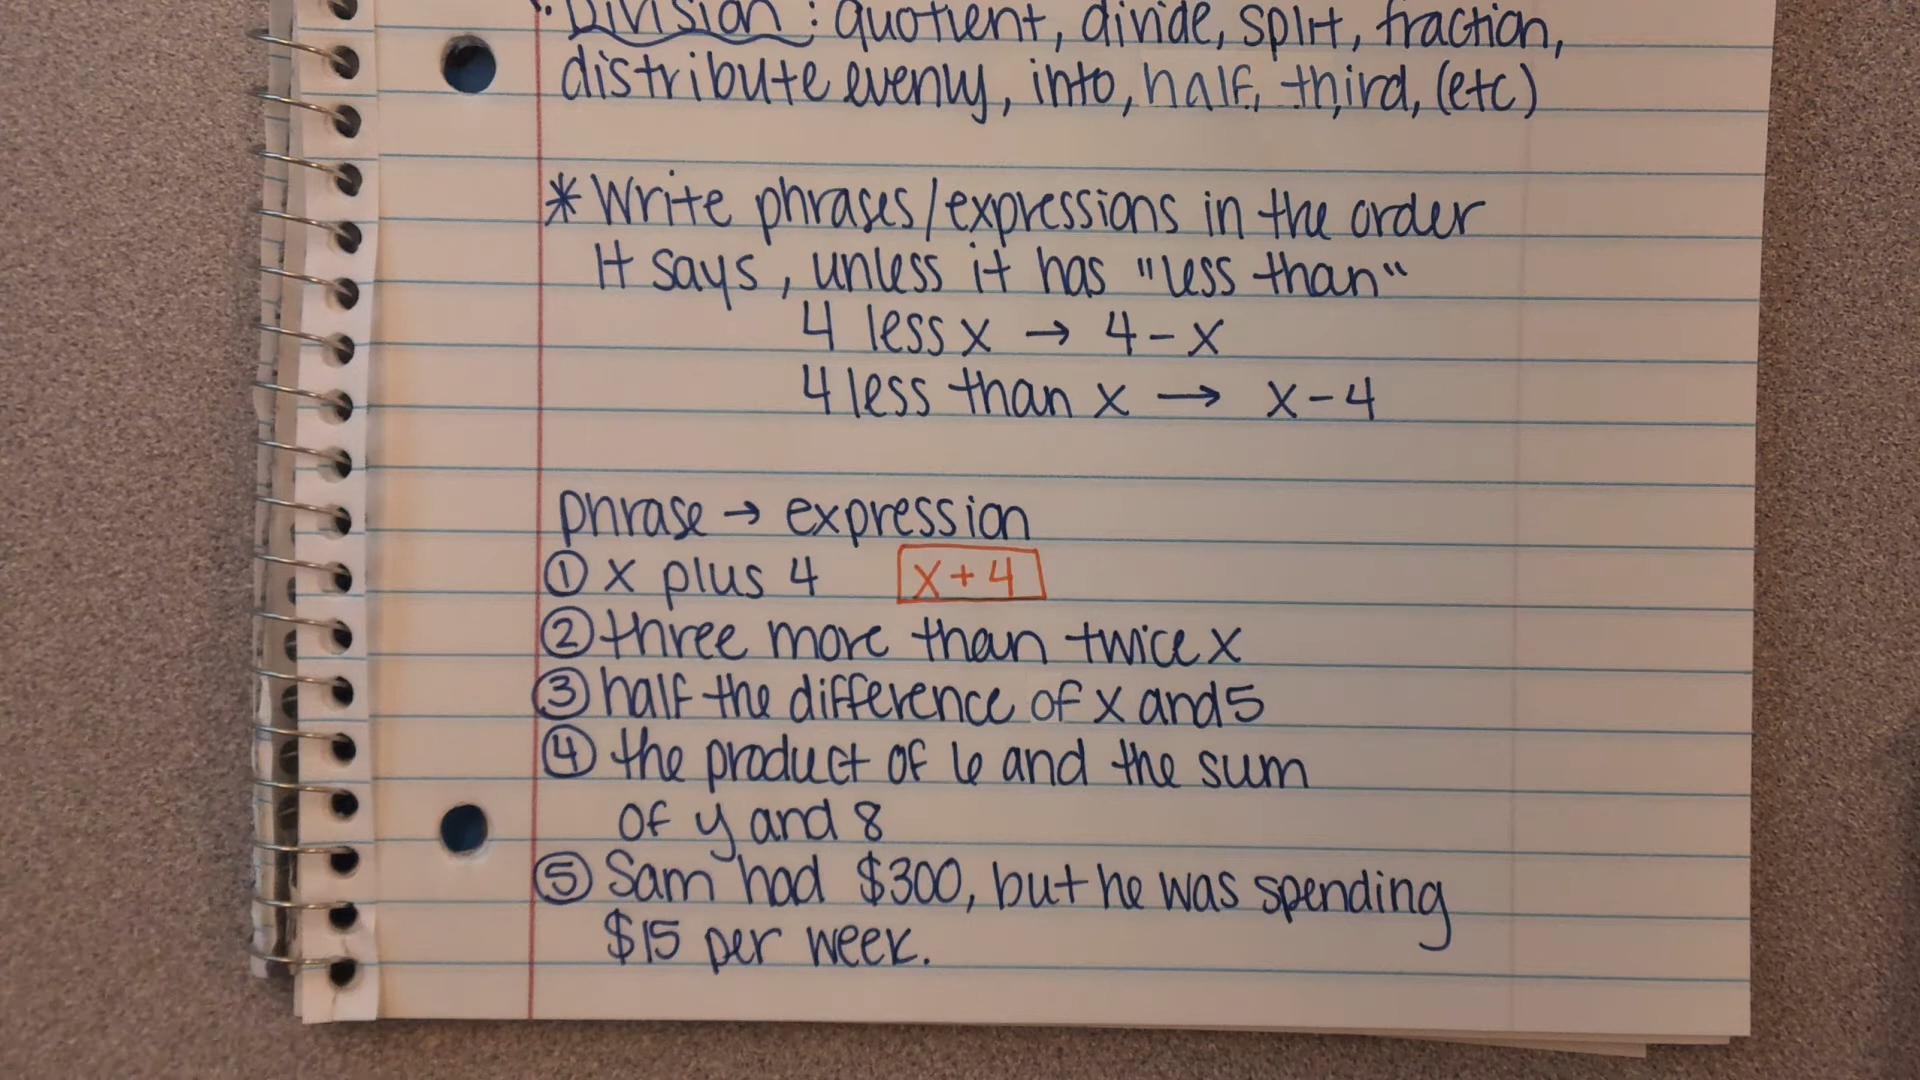 Division: quotient, divide, split, fraction,
distribute evenly, into, half, third, (etc)
* Write phrases/expressions in the order
It says, unless it has "less than"
4 less x → 4 - x
4 less than x → x - 4
phrase → expression
① x plus 4 x + 4
② three more than twice x
③ half the difference of x and 5
④ the product of 6 and the sum
of y and 8
⑤ Sam had $300, but he was spending
$15 per week.